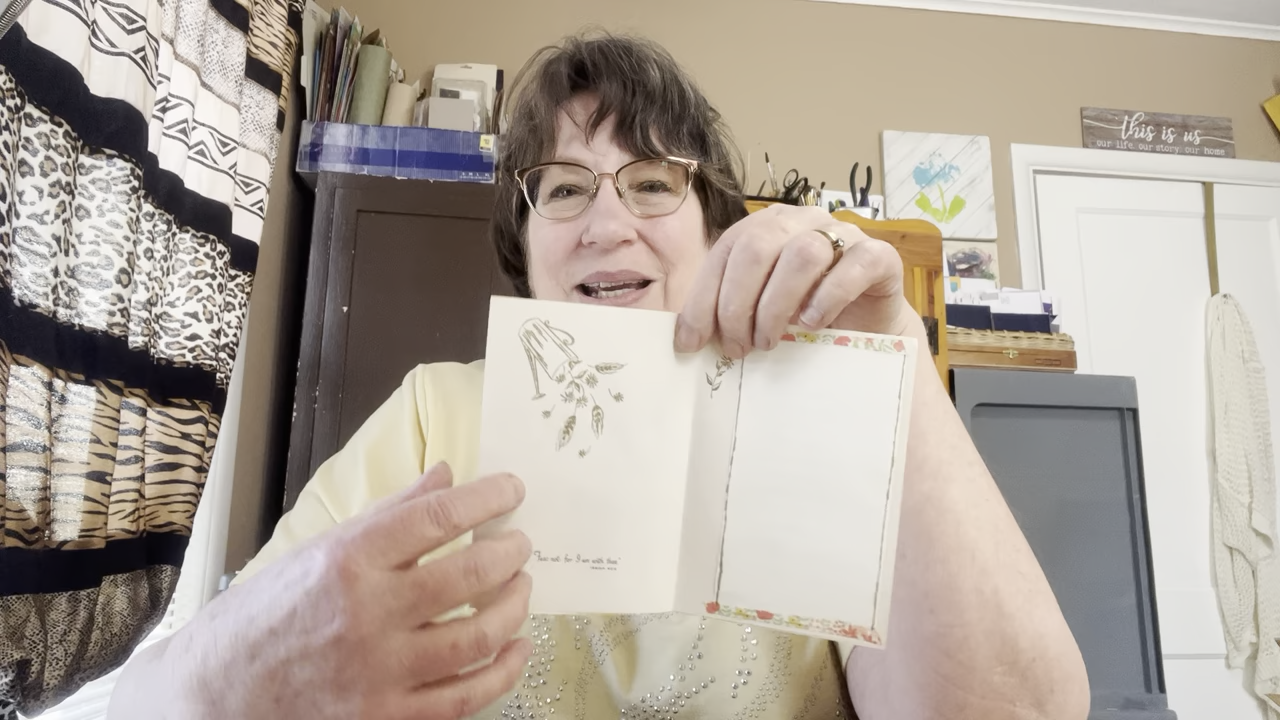 this is us
our life. our story. our home
"Fear not for I am with thee."